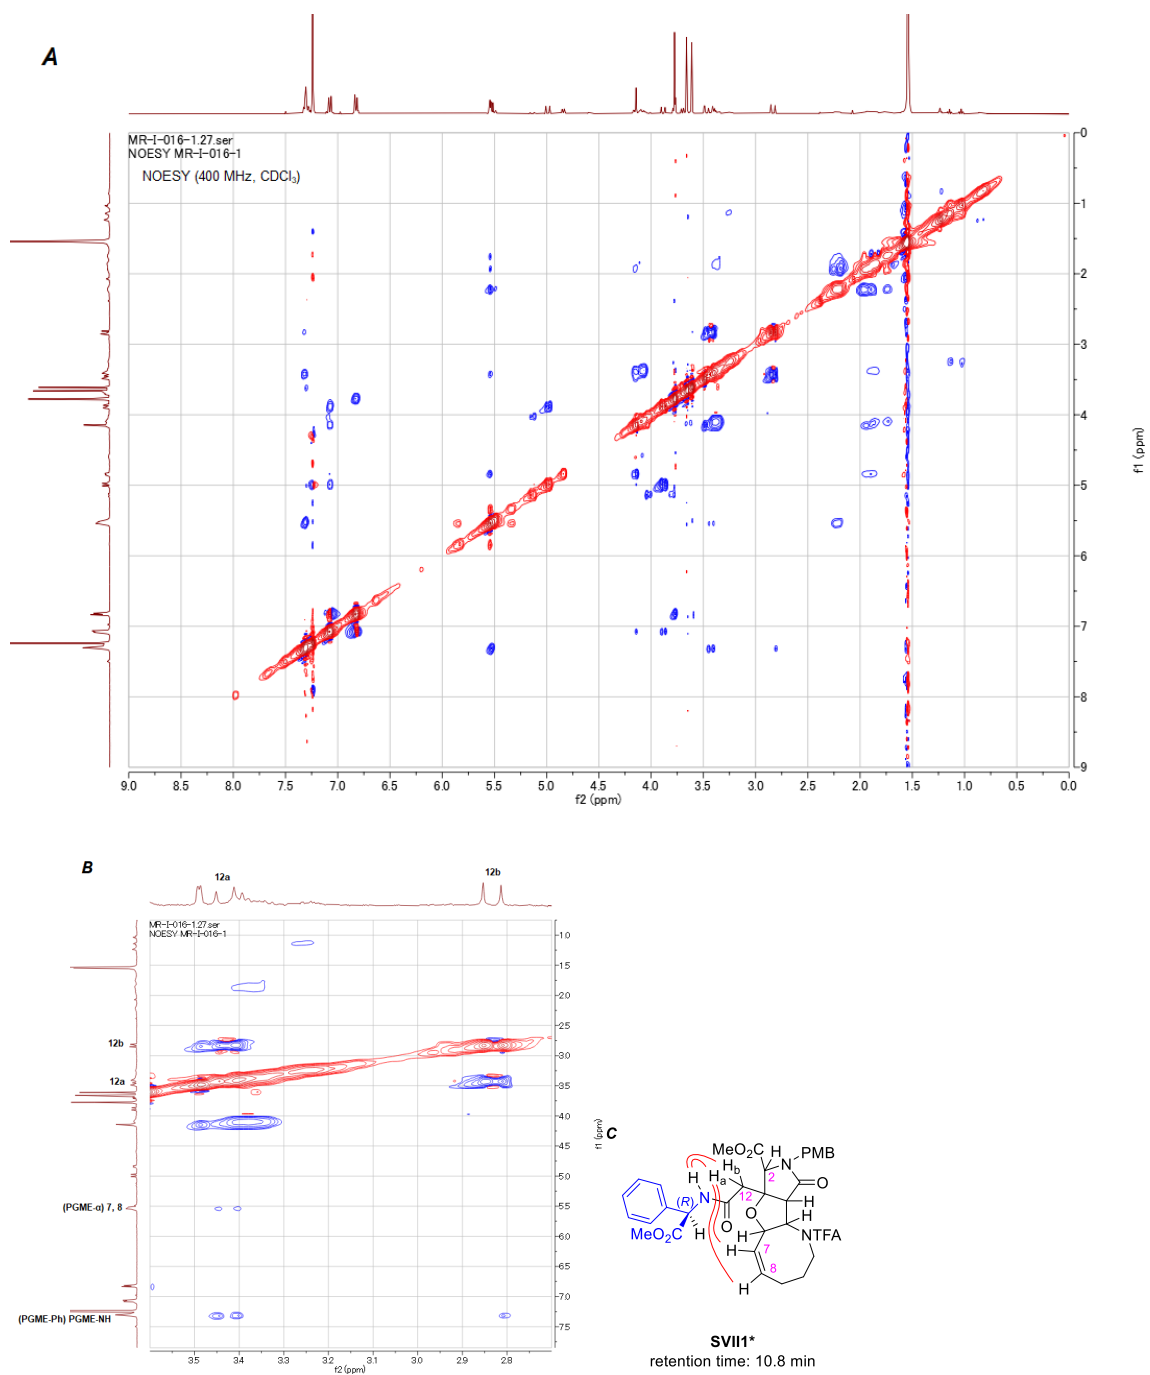 A
MR-I-016-1.27.ser
NOESY MR-I-016-1
NOESY (400 MHz, CDCl₃)
0
1
2
3
4
5
6
7
8
9
f1 (ppm)
9.0 8.5 8.0 7.5 7.0 6.5 6.0 5.5 5.0 4.5 4.0 3.5 3.0 2.5 2.0 1.5 1.0 0.5 0.0
f2 (ppm)
B
12a
12b
MR-I-016-1.27.ser
NOESY MR-I-016-1
1.0
1.5
2.0
2.5
12b
3.0
12a
3.5
4.0
4.5
5.0
(PGME-α) 7, 8
5.5
6.0
6.5
7.0
(PGME-Ph) PGME-NH
7.5
f1 (ppm)
3.5 3.4 3.3 3.2 3.1 3.0 2.9 2.8
f2 (ppm)
C
MeO₂C H N PMB
Hb
H Ha 2 O
(R) N 12 H
O O H
MeO₂C H H NTFA
H 7
8
H
SVII1*
retention time: 10.8 min